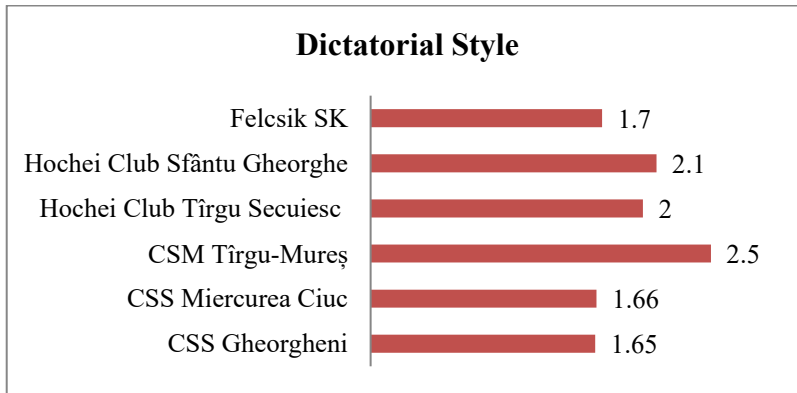 Dictatorial Style
Felcsik SK 1.7
Hochei Club Sfântu Gheorghe 2.1
Hochei Club Tîrgu Secuiesc 2
CSM Tîrgu-Mureș 2.5
CSS Miercurea Ciuc 1.66
CSS Gheorgheni 1.65